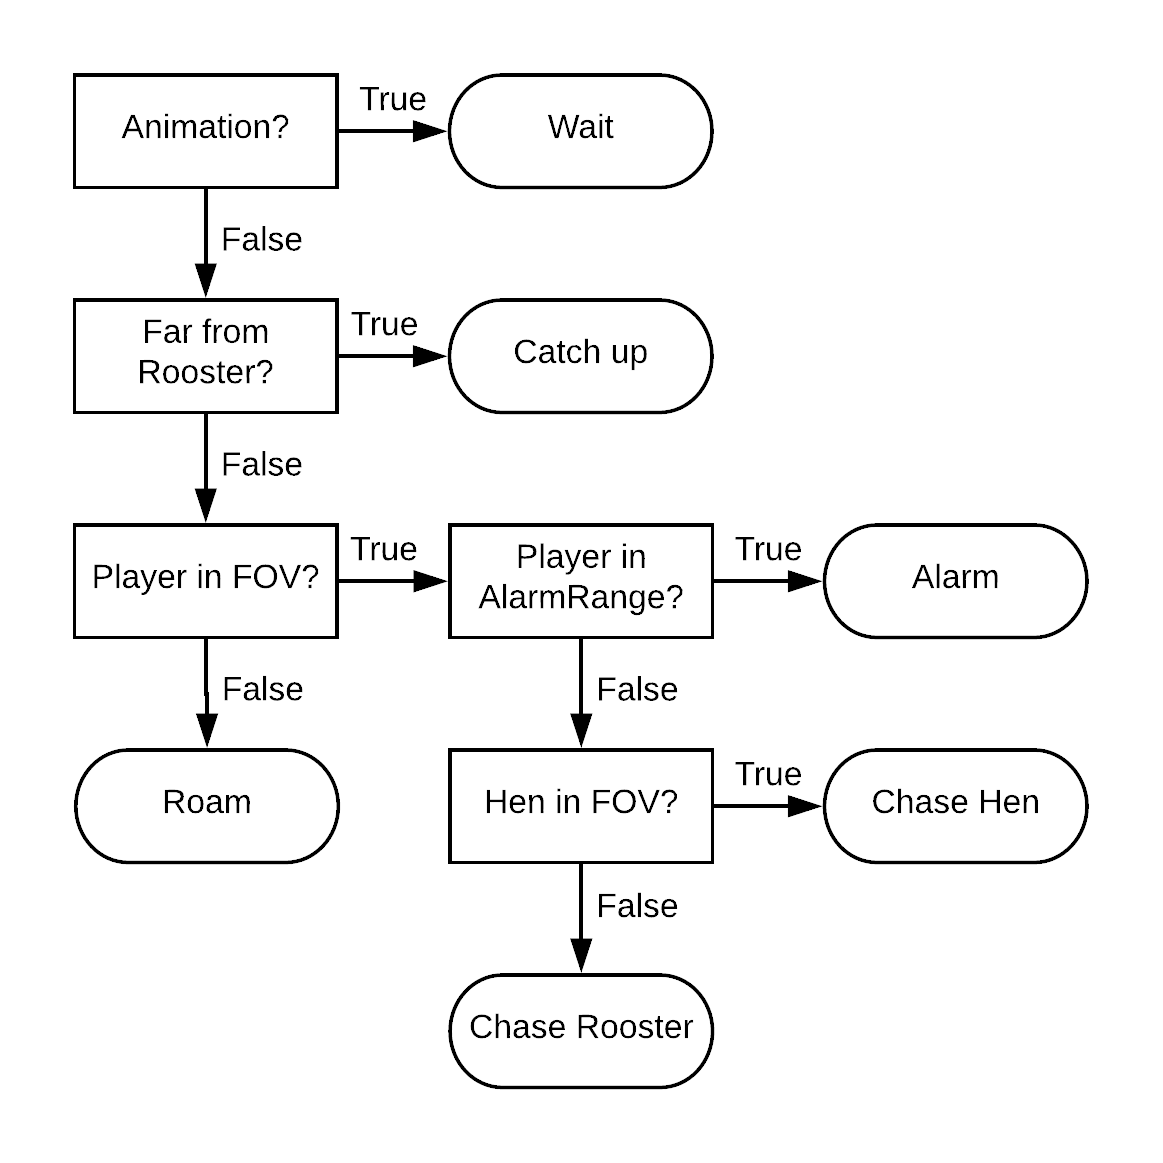 Animation?
True
Wait
False
Far from
Rooster?
True
Catch up
False
Player in FOV?
True
Player in
AlarmRange?
True
Alarm
False
False
Roam
Hen in FOV?
True
Chase Hen
False
Chase Rooster